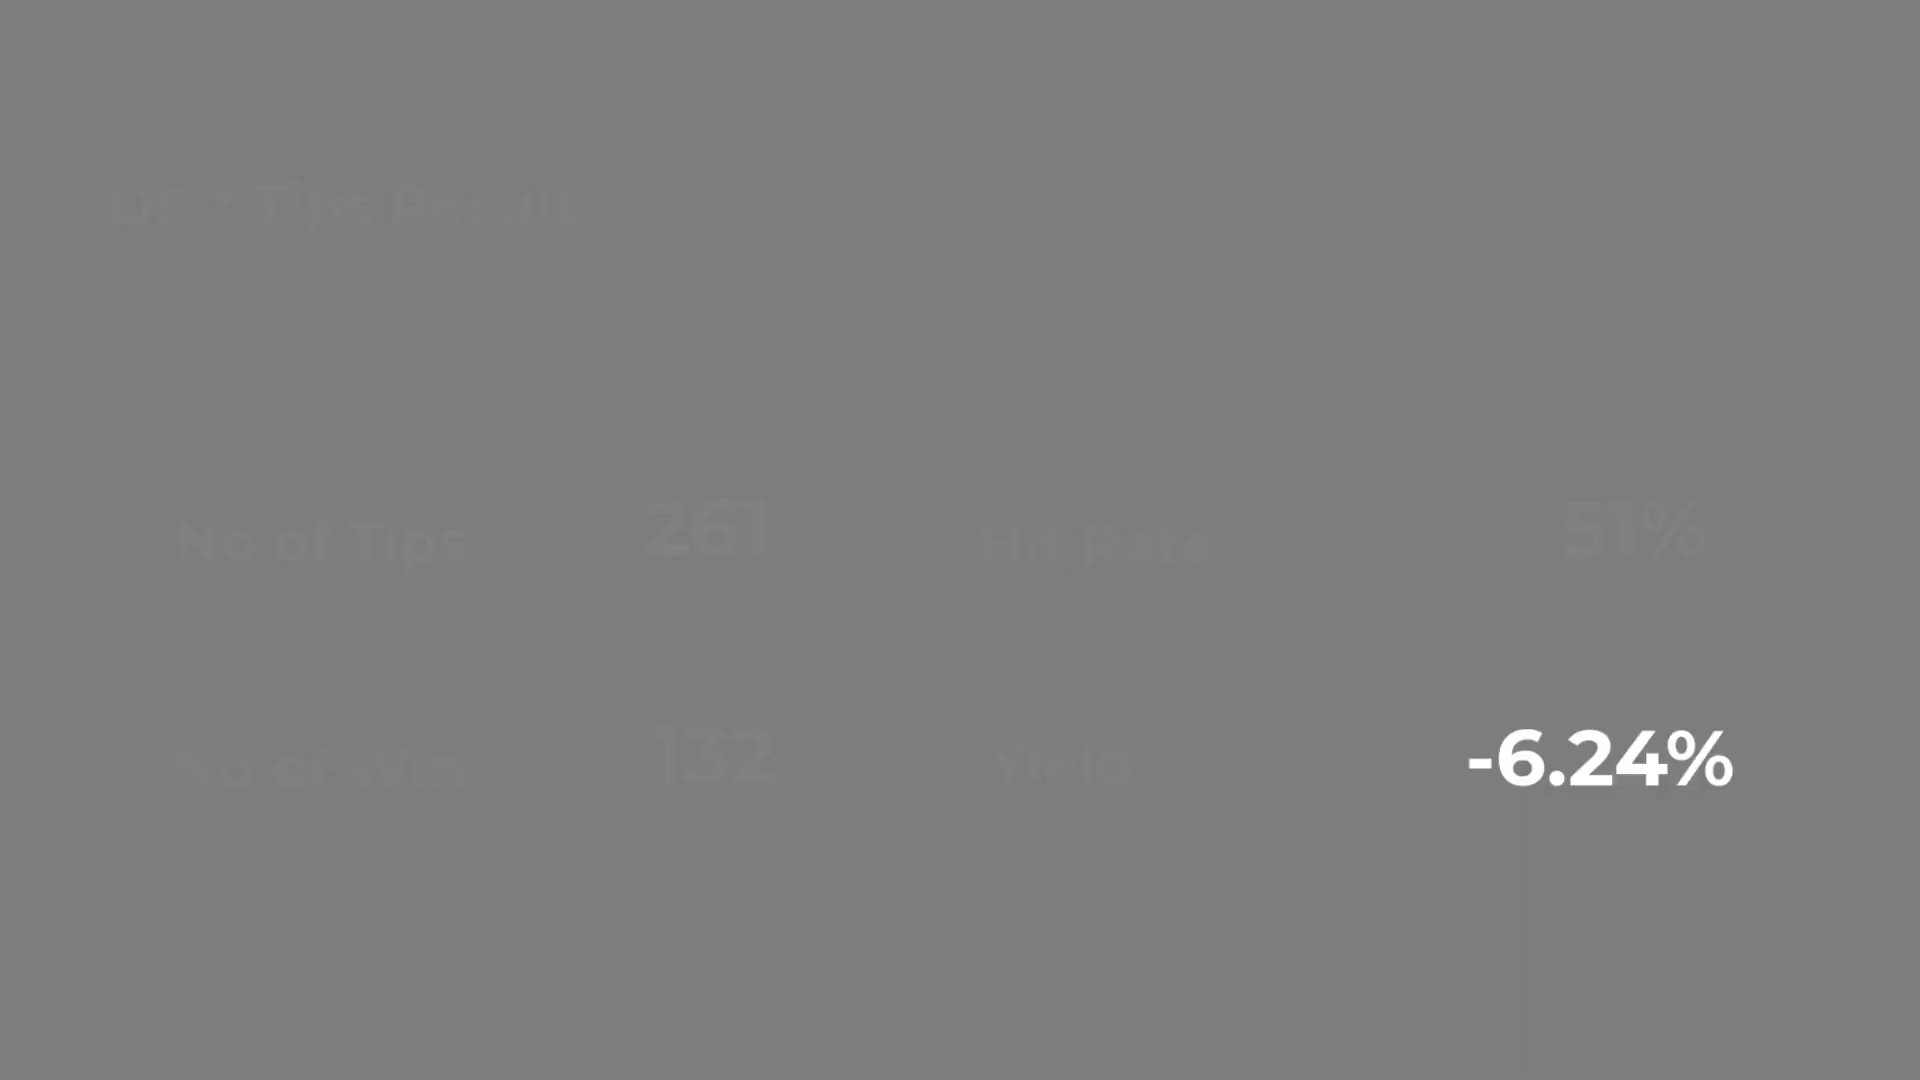 Tips Result
No of Tips 261 Hit Rate 51%
No of Win 132 Yield -6.24%